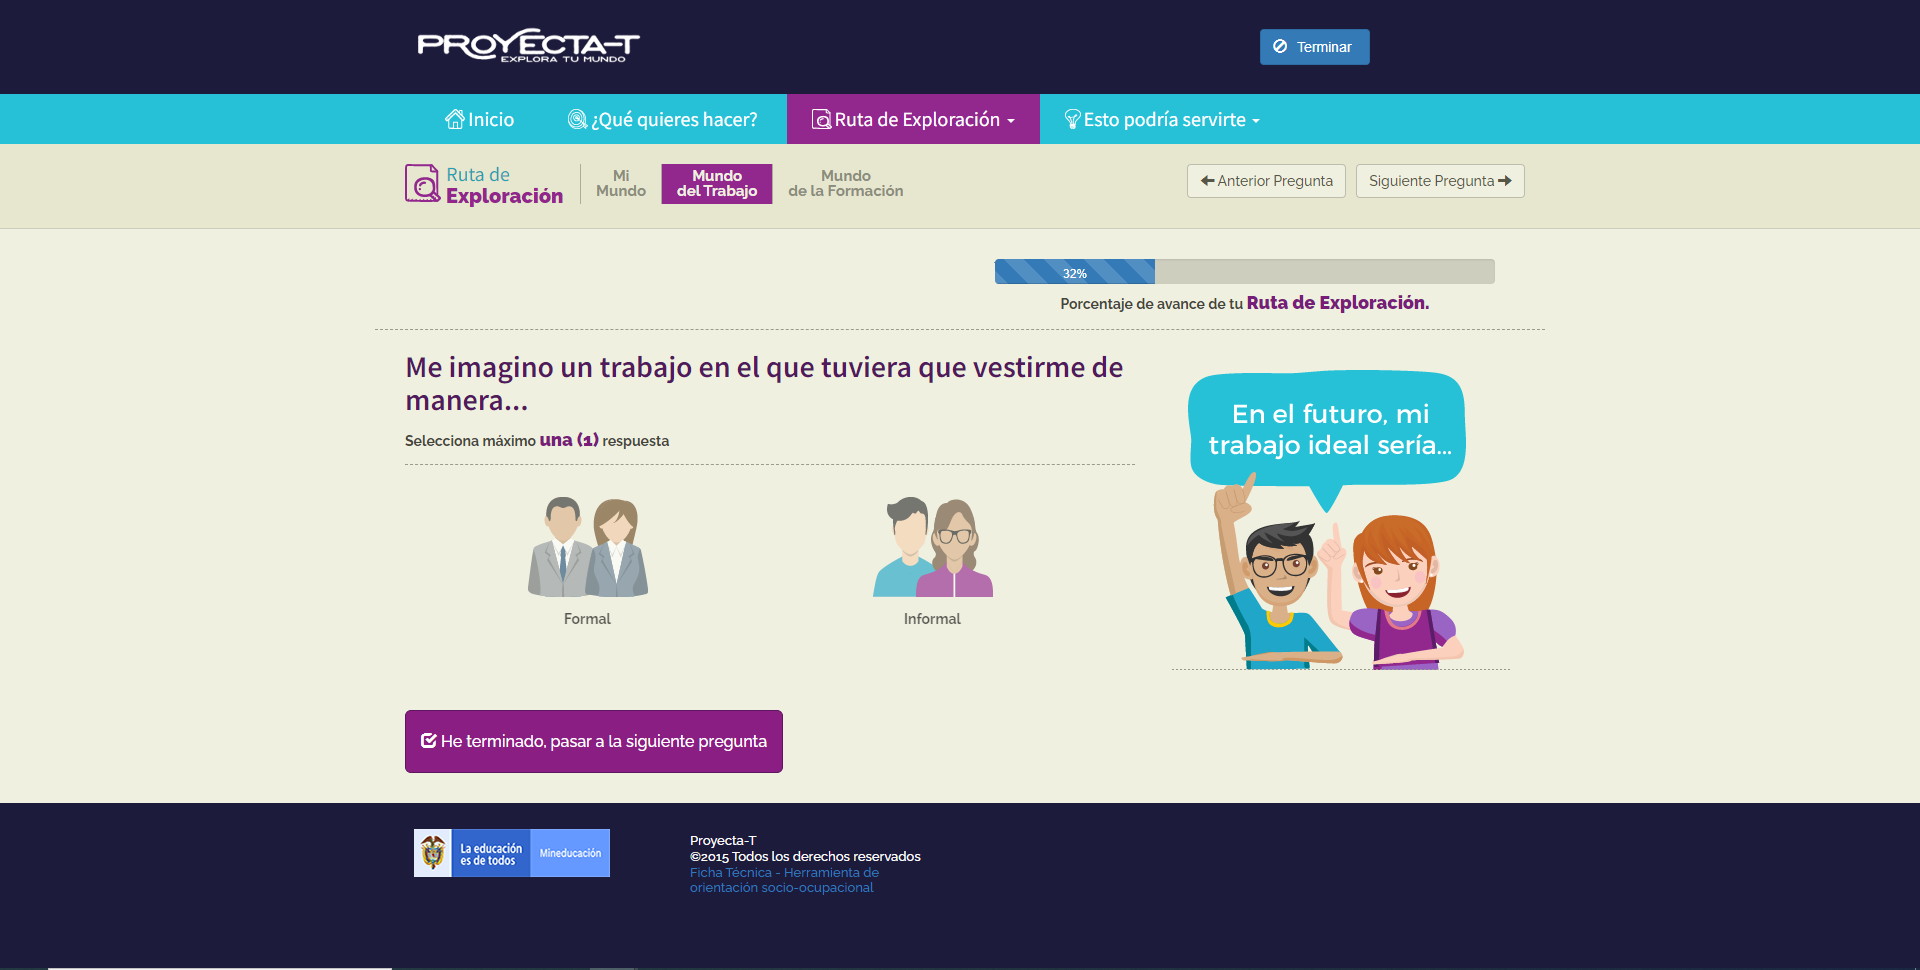 PROYECTA-T
EXPLORA TU MUNDO
Terminar
Inicio
¿Qué quieres hacer?
Ruta de Exploración
Esto podría servirte
Ruta de
Exploración
Mi
Mundo
Mundo
del Trabajo
Mundo
de la Formación
Anterior Pregunta
Siguiente Pregunta
32%
Porcentaje de avance de tu Ruta de Exploración.
Me imagino un trabajo en el que tuviera que vestirme de
manera...
Selecciona máximo una (1) respuesta
Formal
Informal
En el futuro, mi
trabajo ideal sería...
He terminado, pasar a la siguiente pregunta
La educación
es de todos
Mineducación
Proyecta-T
©2015 Todos los derechos reservados
Ficha Técnica - Herramienta de
orientación socio-ocupacional